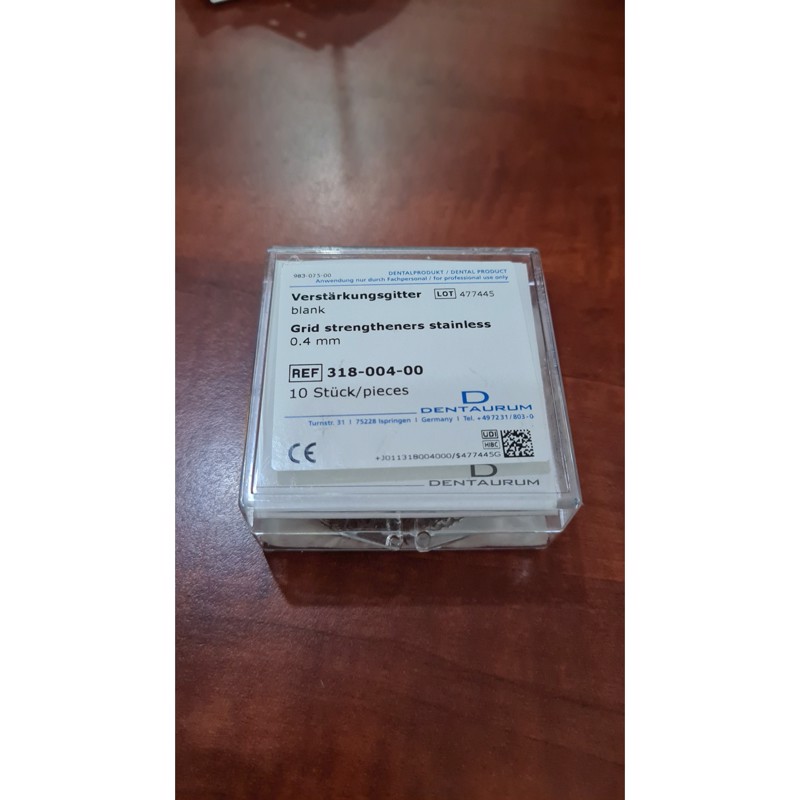 983-073-00
DENTALPRODUKT / DENTAL PRODUCT
Anwendung nur durch Fachpersonal / for professional use only
Verstärkungsgitter LOT 477445
blank
Grid strengtheners stainless
0.4 mm
REF 318-004-00
10 Stück/pieces
D
DENTAURUM
Turnstr. 31 I 75228 Ispringen I Germany I Tel. +497231/803-0
UDI
HIBC
CE
+J011318004000/$477445G
D
DENTAURUM